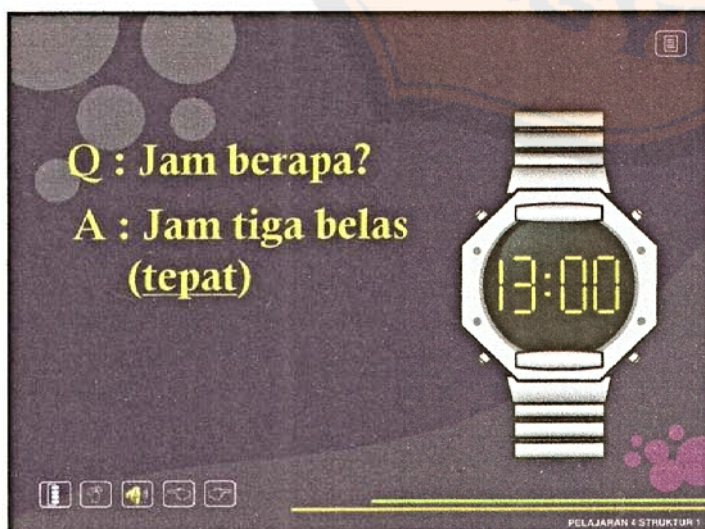 Q : Jam berapa?
A : Jam tiga belas
(tepat)
13:00
PELAJARAN 4 STRUKTUR 1